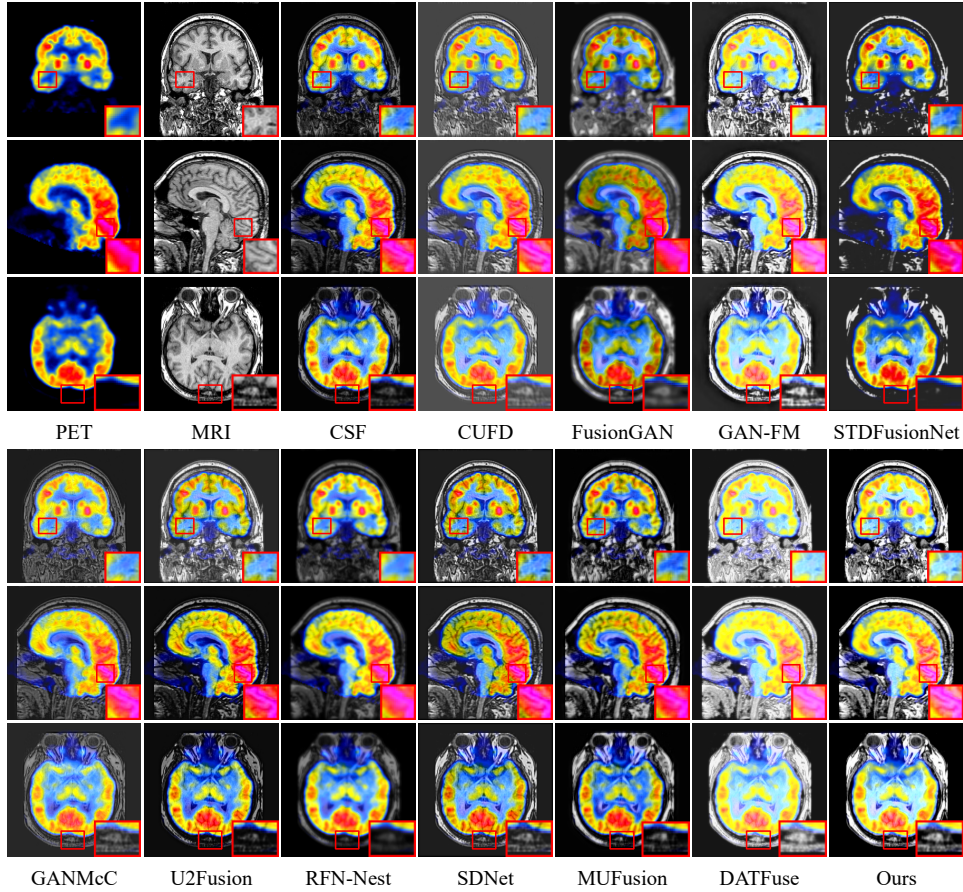 PET MRI CSF CUFD FusionGAN GAN-FM STDFusionNet
GANMcC U2Fusion RFN-Nest SDNet MUFusion DATFuse Ours